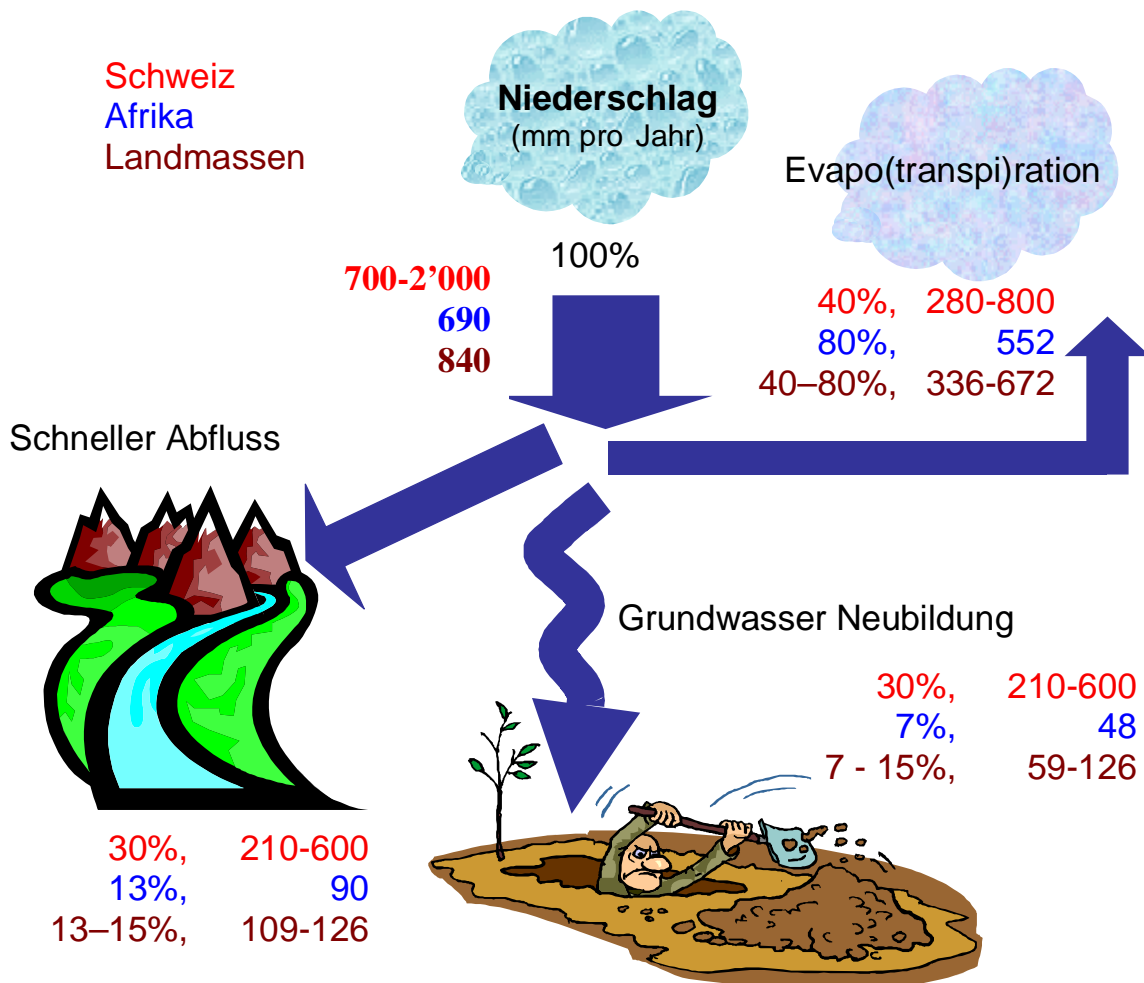 Schweiz
Afrika
Landmassen
Niederschlag
(mm pro Jahr)
Evapo(transpi)ration
100%
700-2’000
690
840
40%, 280-800
80%, 552
40–80%, 336-672
Schneller Abfluss
Grundwasser Neubildung
30%, 210-600
7%, 48
7 - 15%, 59-126
30%, 210-600
13%, 90
13–15%, 109-126